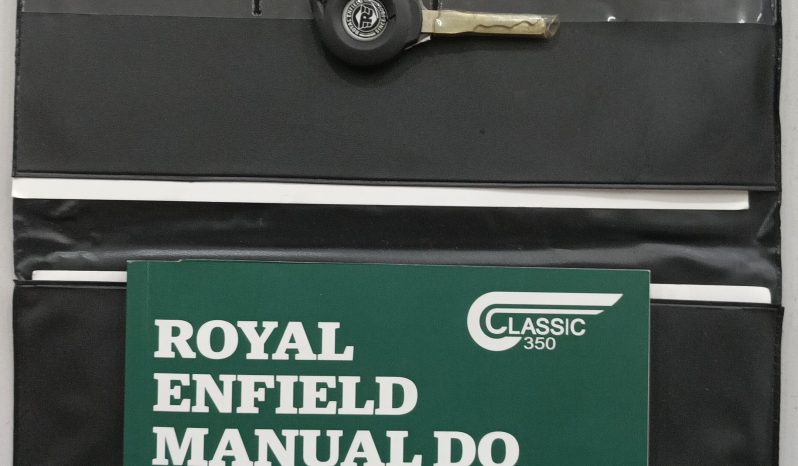 CLASSIC
350
ROYAL
ENFIELD
MANUAL DO